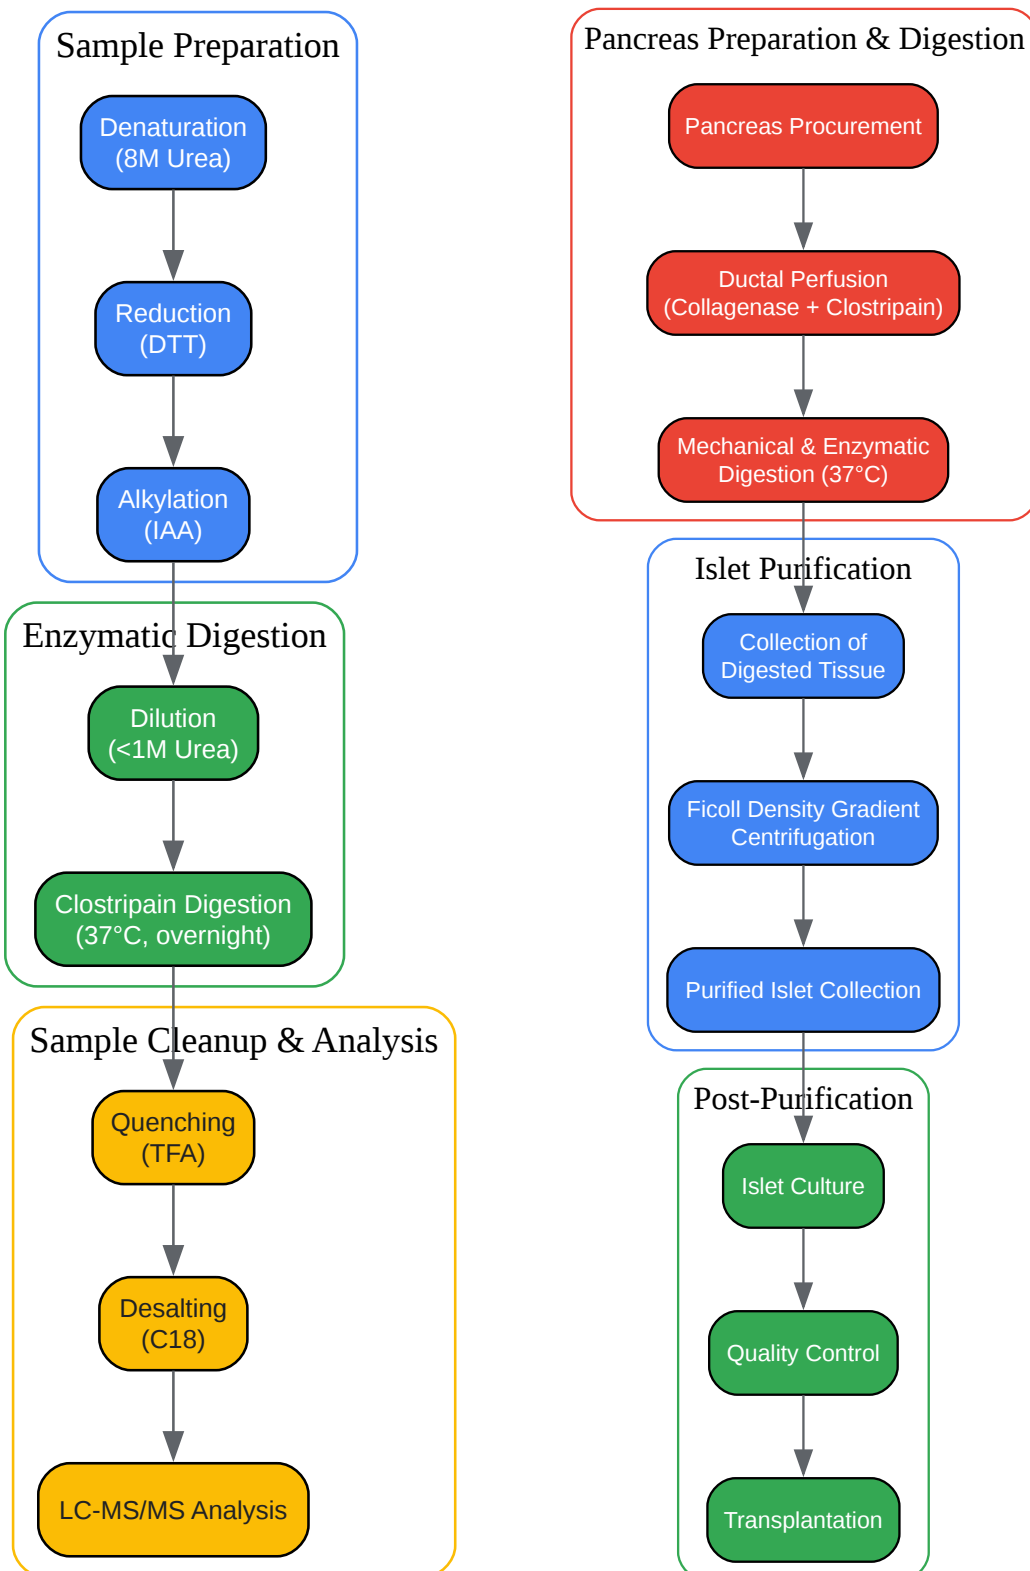 Sample Preparation
Denaturation
(8M Urea)
Reduction
(DTT)
Alkylation
(IAA)
Enzymatic Digestion
Dilution
(<1M Urea)
Clostripain Digestion
(37°C, overnight)
Sample Cleanup & Analysis
Quenching
(TFA)
Desalting
(C18)
LC-MS/MS Analysis
Pancreas Preparation & Digestion
Pancreas Procurement
Ductal Perfusion
(Collagenase + Clostripain)
Mechanical & Enzymatic
Digestion (37°C)
Islet Purification
Collection of
Digested Tissue
Ficoll Density Gradient
Centrifugation
Purified Islet Collection
Post-Purification
Islet Culture
Quality Control
Transplantation